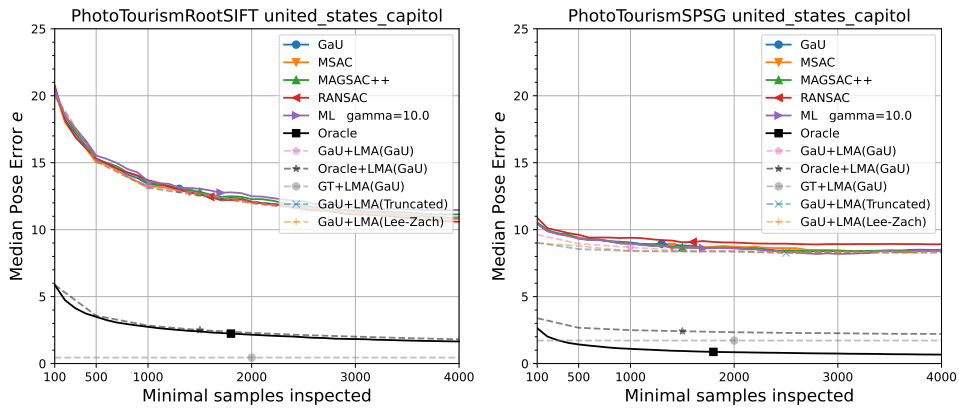 PhotoTourismRootSIFT united_states_capitol
Median Pose Error e
25
20
15
10
5
0
100 500 1000 2000 3000 4000
Minimal samples inspected
GaU
MSAC
MAGSAC++
RANSAC
ML gamma=10.0
Oracle
GaU+LMA(GaU)
Oracle+LMA(GaU)
GT+LMA(GaU)
GaU+LMA(Truncated)
GaU+LMA(Lee-Zach)
PhotoTourismSPSG united_states_capitol
Median Pose Error e
25
20
15
10
5
0
100 500 1000 2000 3000 4000
Minimal samples inspected
GaU
MSAC
MAGSAC++
RANSAC
ML gamma=10.0
Oracle
GaU+LMA(GaU)
Oracle+LMA(GaU)
GT+LMA(GaU)
GaU+LMA(Truncated)
GaU+LMA(Lee-Zach)